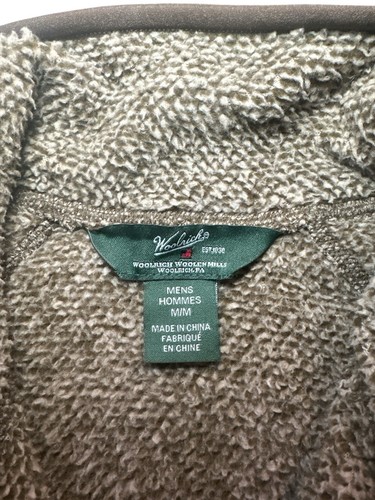 Woolrich
EST. 1830
WOOLRICH WOOLEN MILLS
WOOLRICH, PA
MENS
HOMMES
M/M
MADE IN CHINA
FABRIQUÉ
EN CHINE